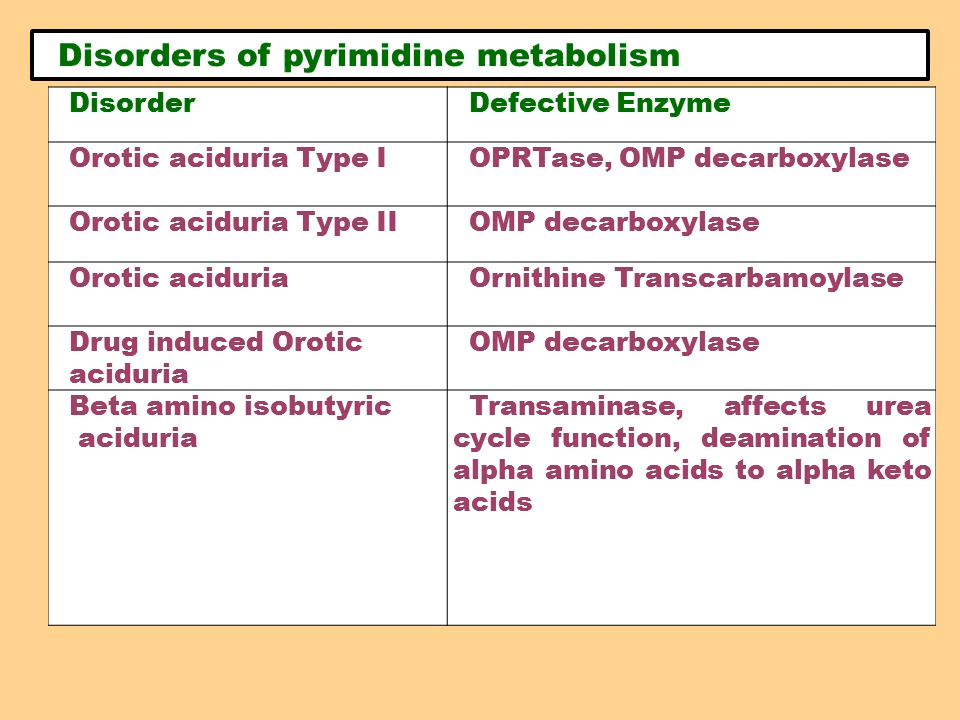 Disorders of pyrimidine metabolism
Disorder
Defective Enzyme
Orotic aciduria Type I
OPRTase, OMP decarboxylase
Orotic aciduria Type II
OMP decarboxylase
Orotic aciduria
Ornithine Transcarbamoylase
Drug induced Orotic
aciduria
OMP decarboxylase
Beta amino isobutyric
aciduria
Transaminase, affects urea
cycle function, deamination of
alpha amino acids to alpha keto
acids